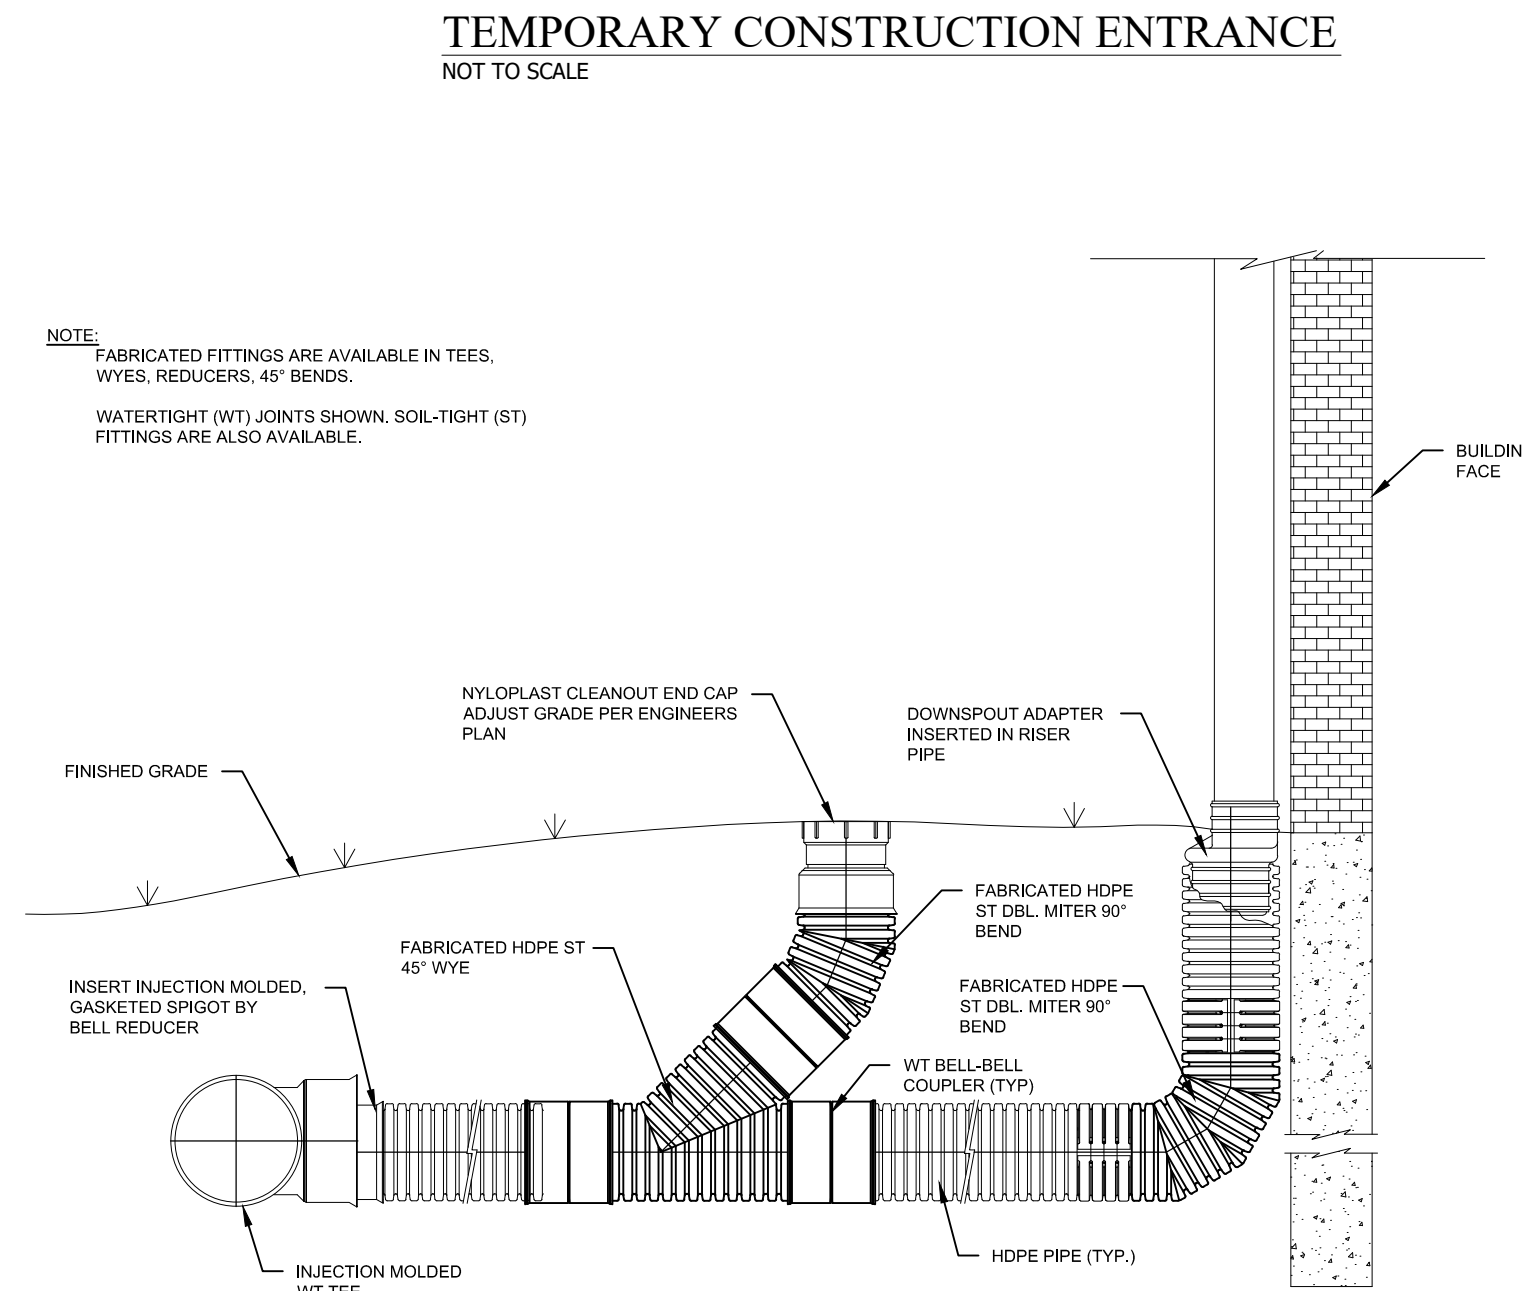 TEMPORARY CONSTRUCTION ENTRANCE
NOT TO SCALE
NOTE:
FABRICATED FITTINGS ARE AVAILABLE IN TEES,
WYES, REDUCERS, 45° BENDS.
WATERTIGHT (WT) JOINTS SHOWN. SOIL-TIGHT (ST)
FITTINGS ARE ALSO AVAILABLE.
BUILDIN
FACE
NYLOPLAST CLEANOUT END CAP
ADJUST GRADE PER ENGINEERS
PLAN
DOWNSPOUT ADAPTER
INSERTED IN RISER
PIPE
FINISHED GRADE
FABRICATED HDPE
ST DBL. MITER 90°
BEND
FABRICATED HDPE ST
45° WYE
INSERT INJECTION MOLDED,
GASKETED SPIGOT BY
BELL REDUCER
FABRICATED HDPE
ST DBL. MITER 90°
BEND
WT BELL-BELL
COUPLER (TYP)
HDPE PIPE (TYP.)
INJECTION MOLDED
WT TEE